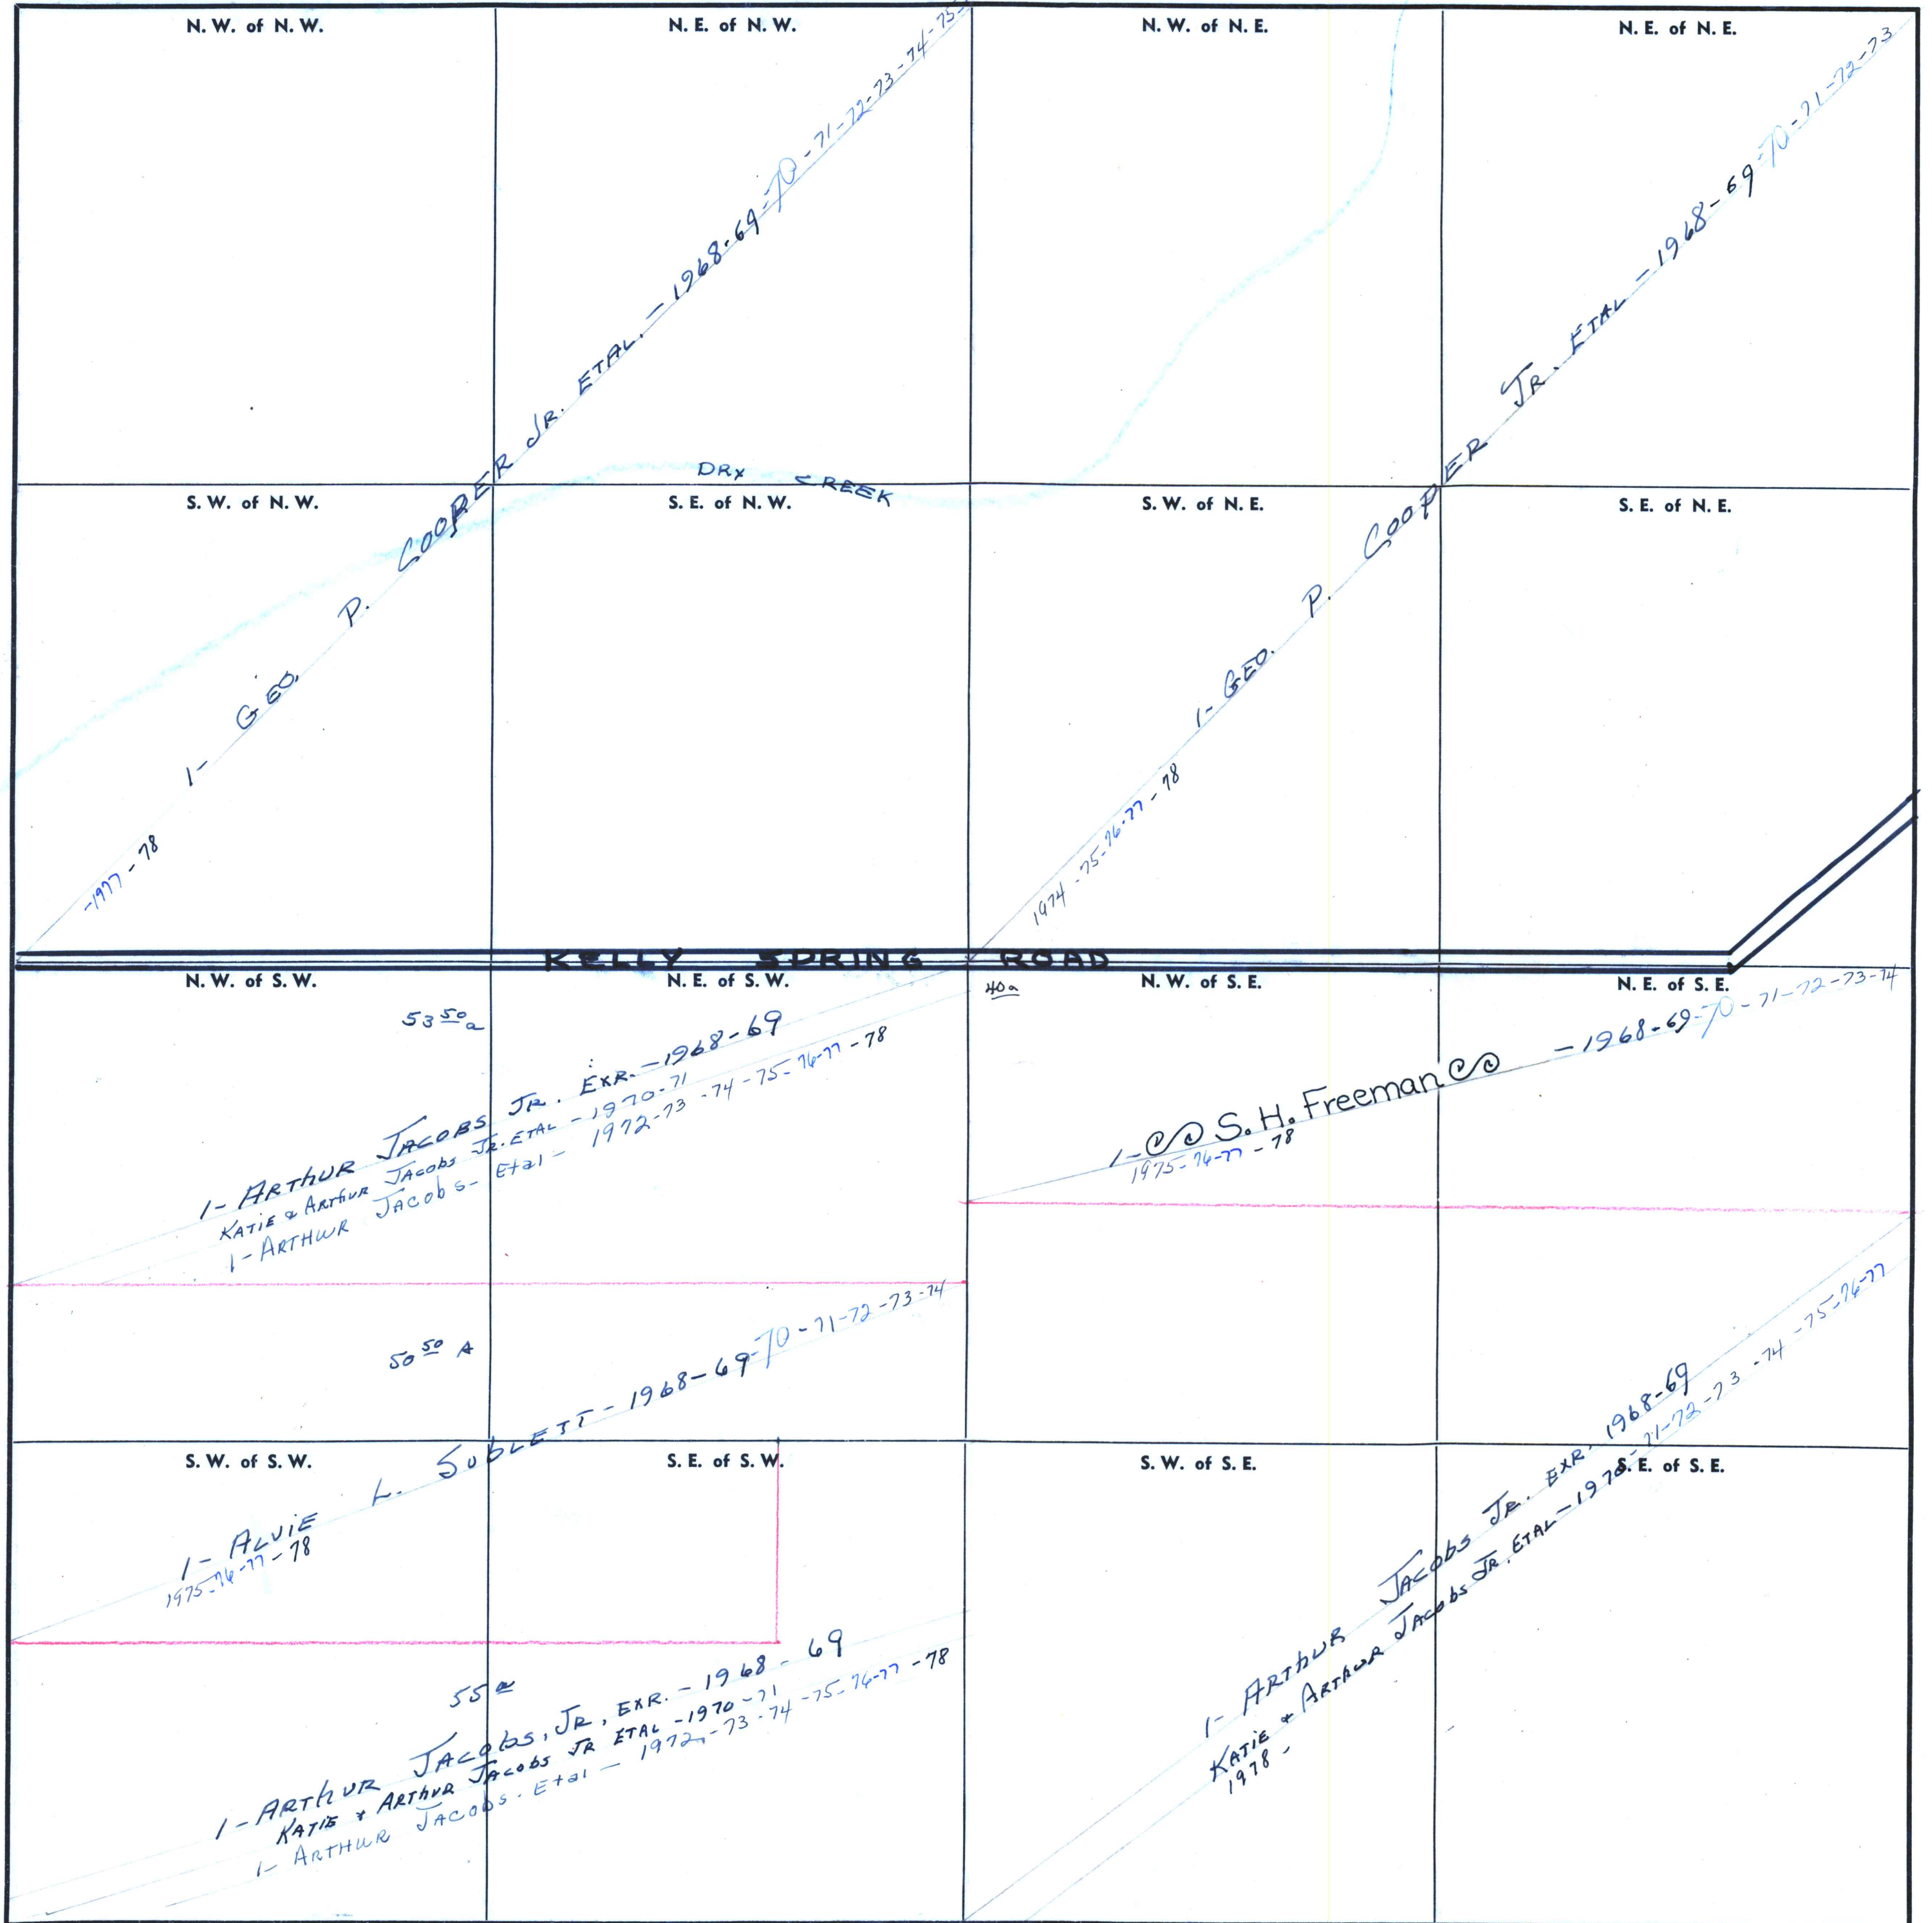 N. W. of N. W.
N. E. of N. W.
N. W. of N. E.
N. E. of N. E.
1- GEO. P. COOPER JR. ETAL. - 1968-69-70-71-72-73-74-75-
-1977-78
1- GEO. P. COOPER JR. ETAL - 1968-69-70-71-72-73
1974-75-76-77-78
DRY CREEK
S. W. of N. W.
S. E. of N. W.
S. W. of N. E.
S. E. of N. E.
KELLY SPRING ROAD
N. W. of S. W.
N. E. of S. W.
N. W. of S. E.
N. E. of S. E.
53 50 a
40 a
1- ARTHUR JACOBS JR. EXR. - 1968-69
KATIE & ARTHUR JACOBS JR. ETAL - 1970-71
1- ARTHUR JACOBS - Etal - 1972-73-74-75-76-77-78
1- S. H. Freeman - 1968-69-70-71-72-73-74
1975-76-77-78
50 50 A
1- ALVIE L. SUBLETT - 1968-69-70-71-72-73-74
1975-76-77-78
S. W. of S. W.
S. E. of S. W.
S. W. of S. E.
S. E. of S. E.
55 a
1- ARTHUR JACOBS, JR, EXR. - 1968-69
KATIE & ARTHUR JACOBS JR ETAL - 1970-71
1- ARTHUR JACOBS - Etal - 1972-73-74-75-76-77-78
1- ARTHUR JACOBS JR. EXR - 1968-69
KATIE & ARTHUR JACOBS JR. ETAL - 1970-71-72-73-74-75-76-77
1978-